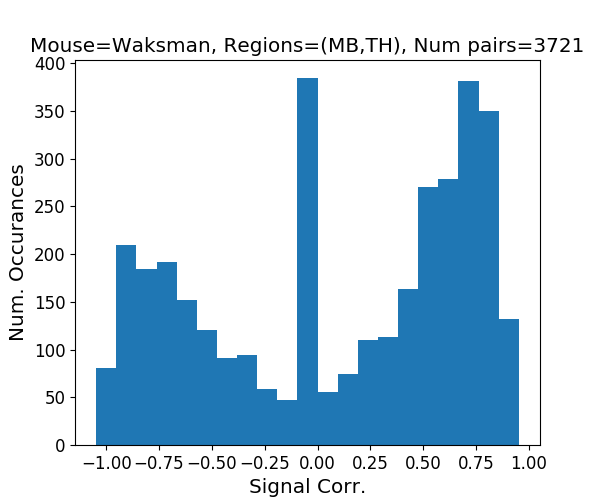 Mouse=Waksman, Regions=(MB,TH), Num pairs=3721
400
350
300
250
200
150
100
50
0
Num. Occurances
−1.00 −0.75 −0.50 −0.25 0.00 0.25 0.50 0.75 1.00
Signal Corr.